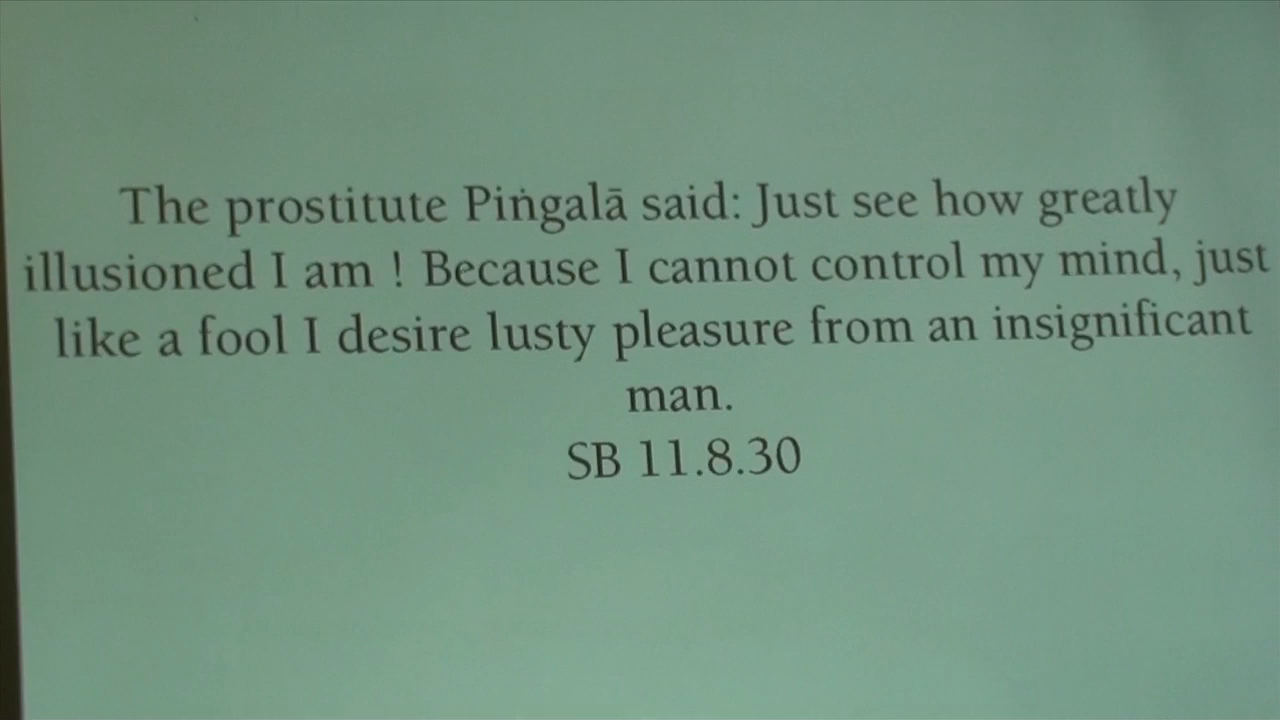 The prostitute Piṅgalā said: Just see how greatly
illusioned I am ! Because I cannot control my mind, just
like a fool I desire lusty pleasure from an insignificant
man.
SB 11.8.30